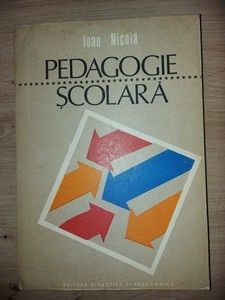 Ioan Nicola
PEDAGOGIE
ȘCOLARĂ
EDITURA DIDACTICĂ ȘI PEDAGOGICĂ